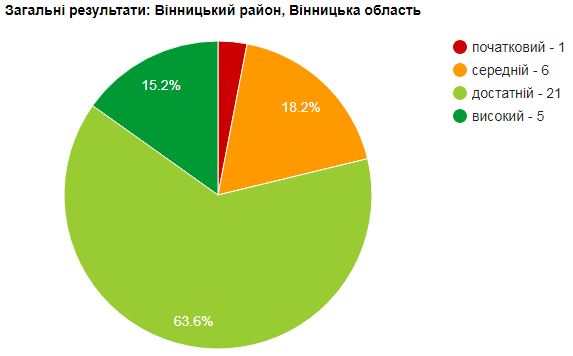 Загальні результати: Вінницький район, Вінницька область
початковий - 1
середній - 6
достатній - 21
високий - 5
15.2%
18.2%
63.6%